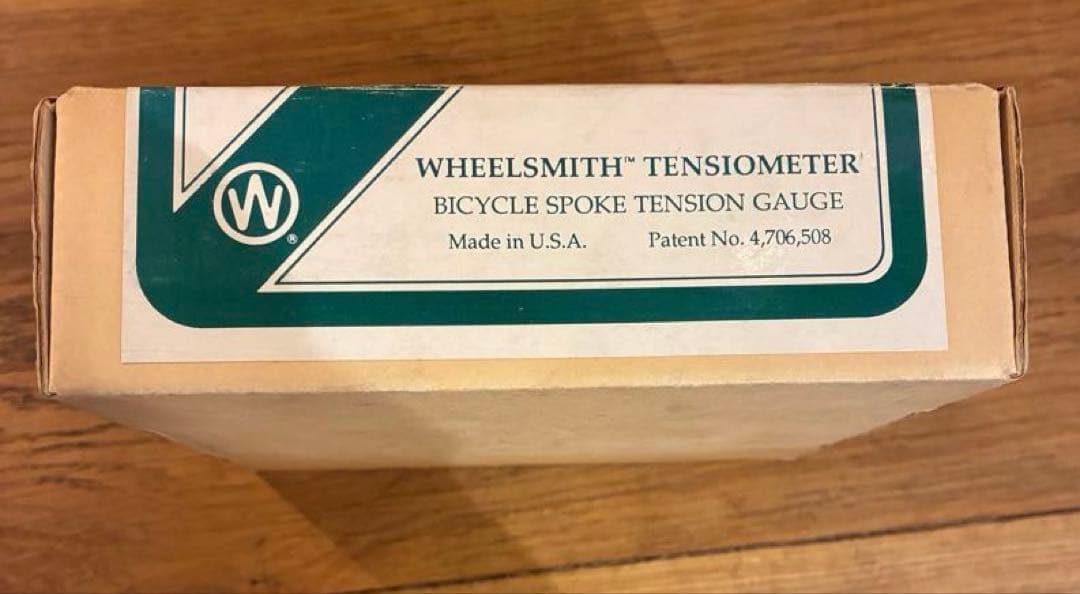 WHEELSMITH™ TENSIOMETER
BICYCLE SPOKE TENSION GAUGE
Made in U.S.A. Patent No. 4,706,508
W®